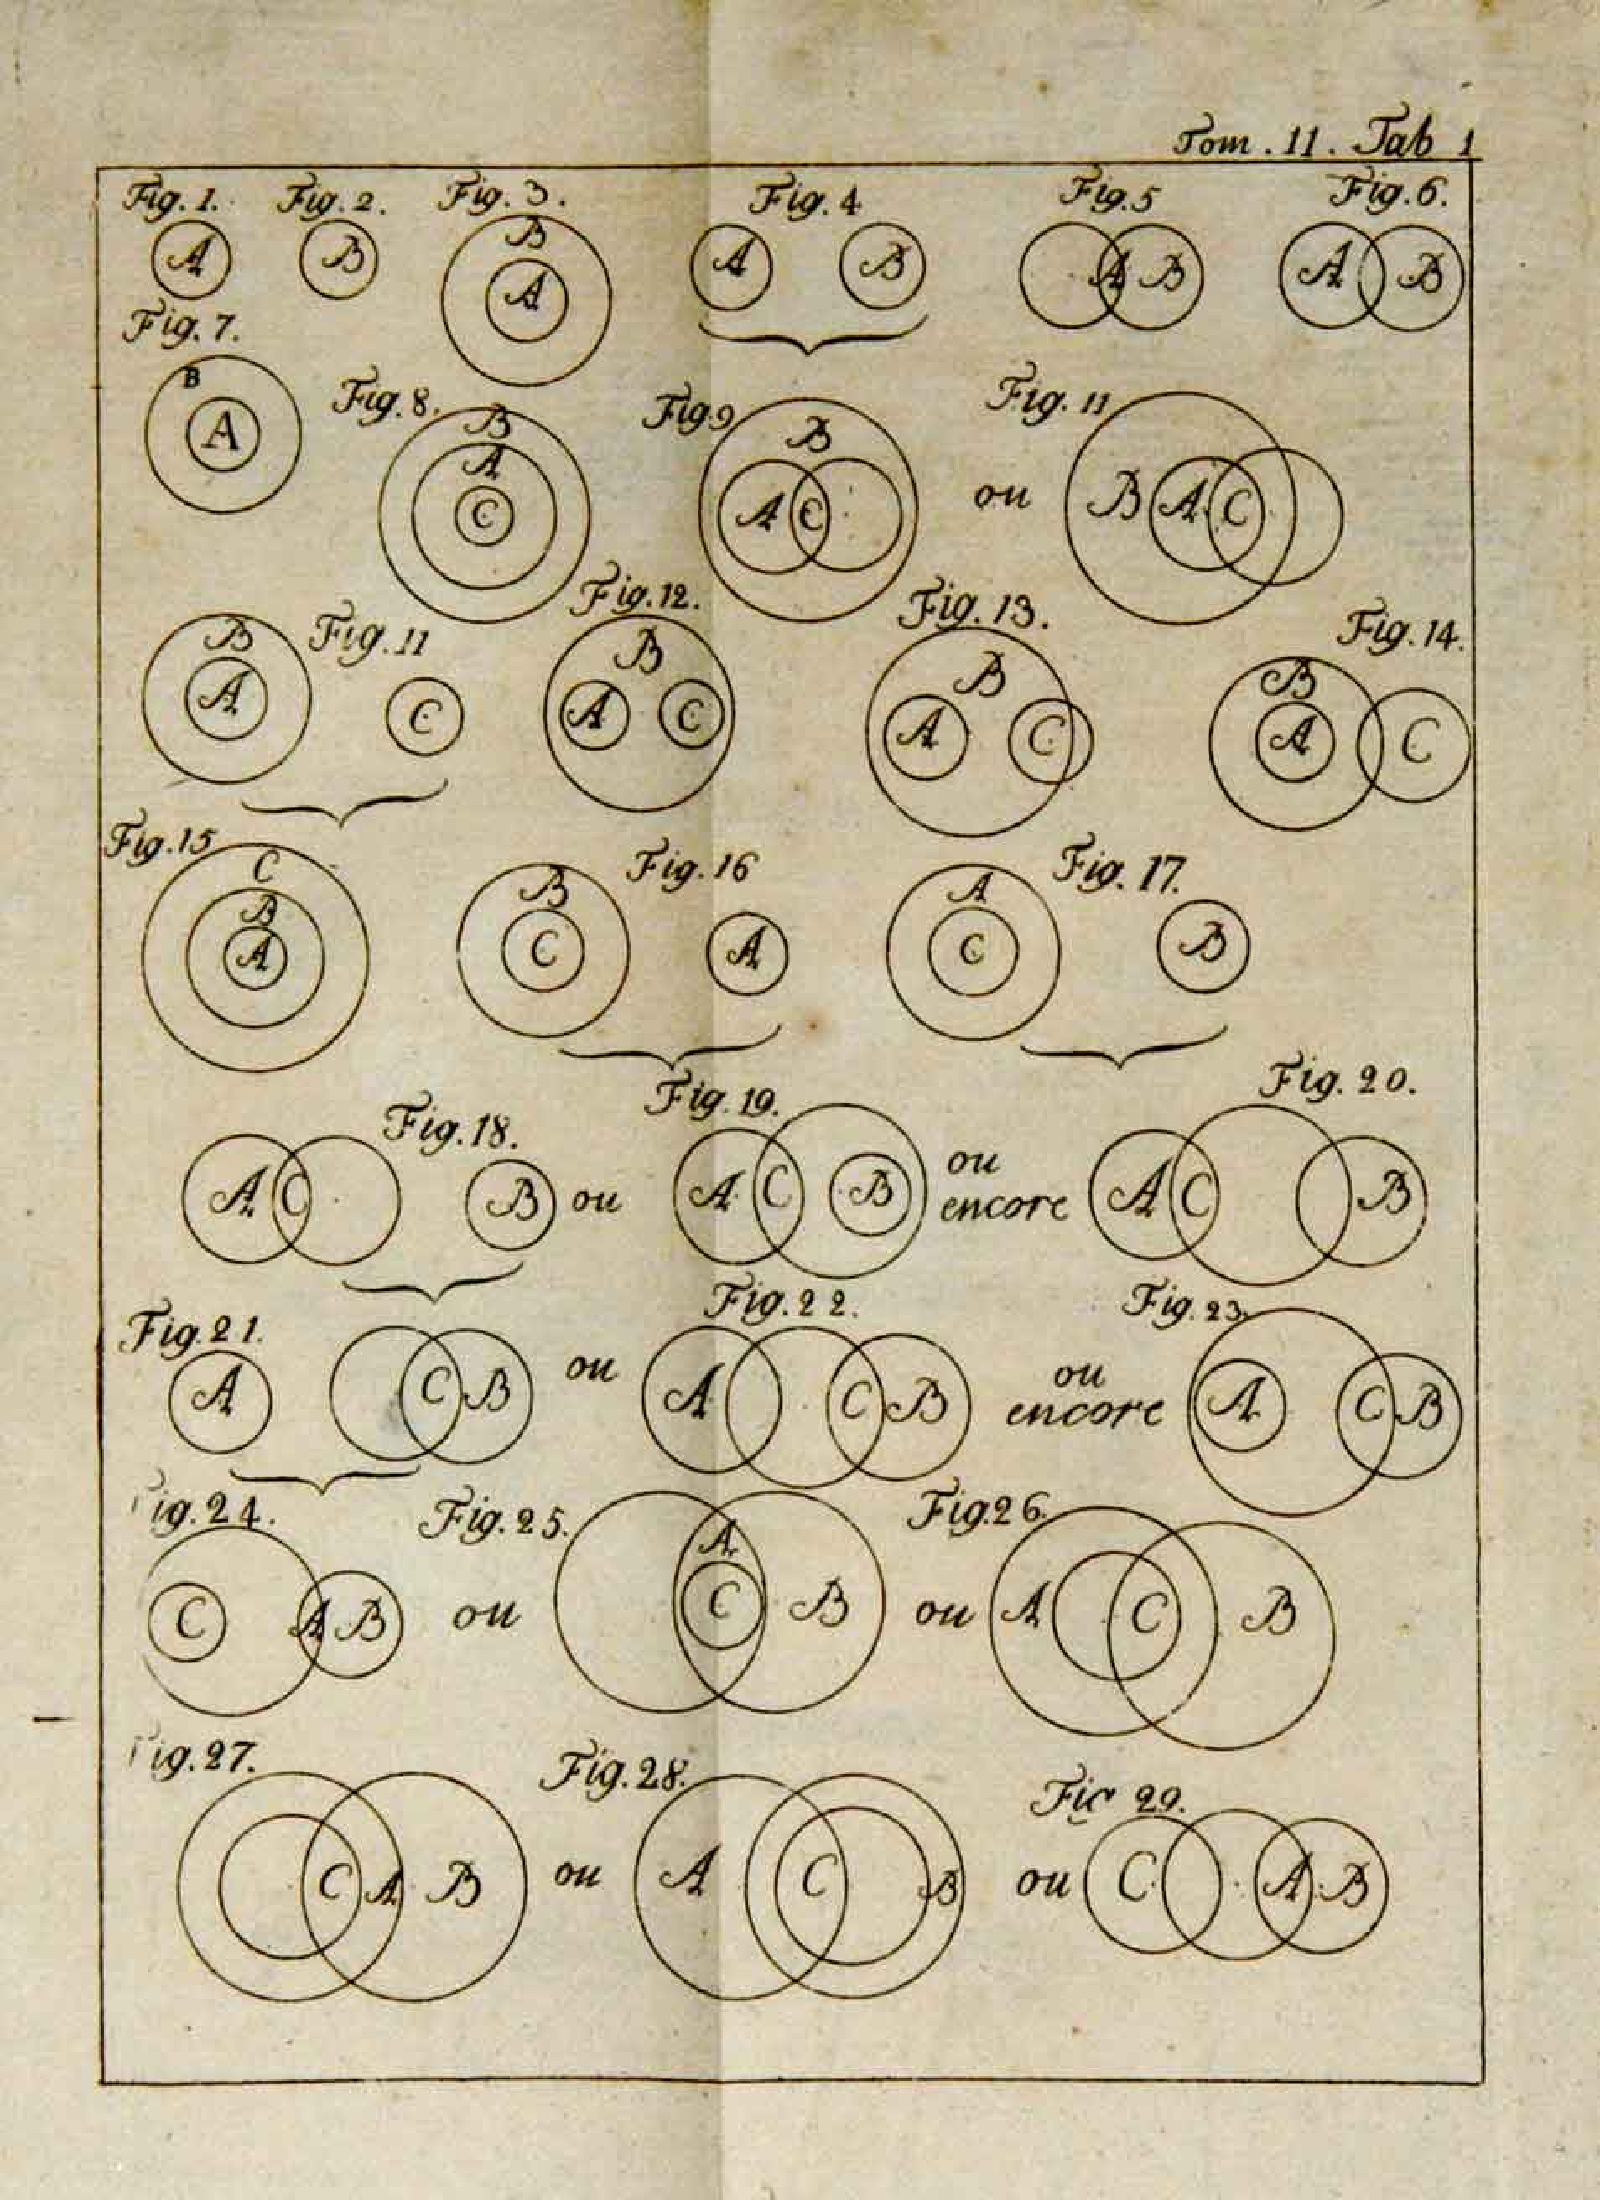 Tom. 11. Tab 1
Fig. 1. Fig. 2. Fig. 3. Fig. 4 Fig. 5 Fig. 6.
A B B A A B A B A B
Fig. 7.
B A
Fig. 8. Fig 9 Fig. 11
B A C B A C ou B A C
Fig. 11 Fig. 12. Fig. 13. Fig. 14.
B A C B A C B A C B A C
Fig. 15 Fig. 16 Fig. 17.
C B A B C A A C B
Fig. 18. Fig. 19. Fig. 20.
A C B ou A C B ou encore A C B
Fig. 21. Fig. 22. Fig. 23.
A C B ou A C B ou encore A C B
ig. 24. Fig. 25. Fig. 26.
C A B ou A C B ou A C B
ig. 27. Fig. 28. Fig 29.
C A B ou A C B ou C A B